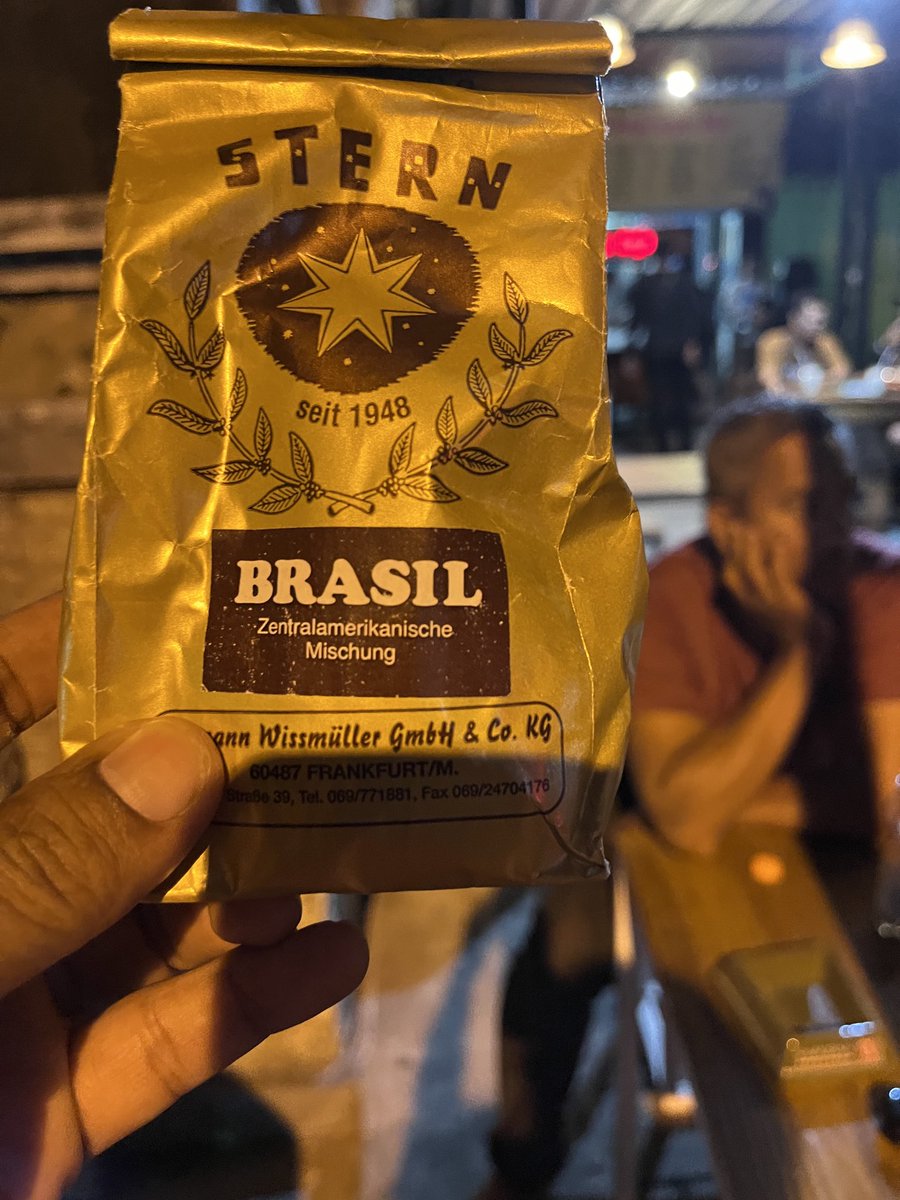 STERN
seit 1948
BRASIL
Zentralamerikanische
Mischung
Wissmüller GmbH & Co. KG
60487 FRANKFURT/M.
Straße 39, Tel. 069/771881, Fax 069/24704176